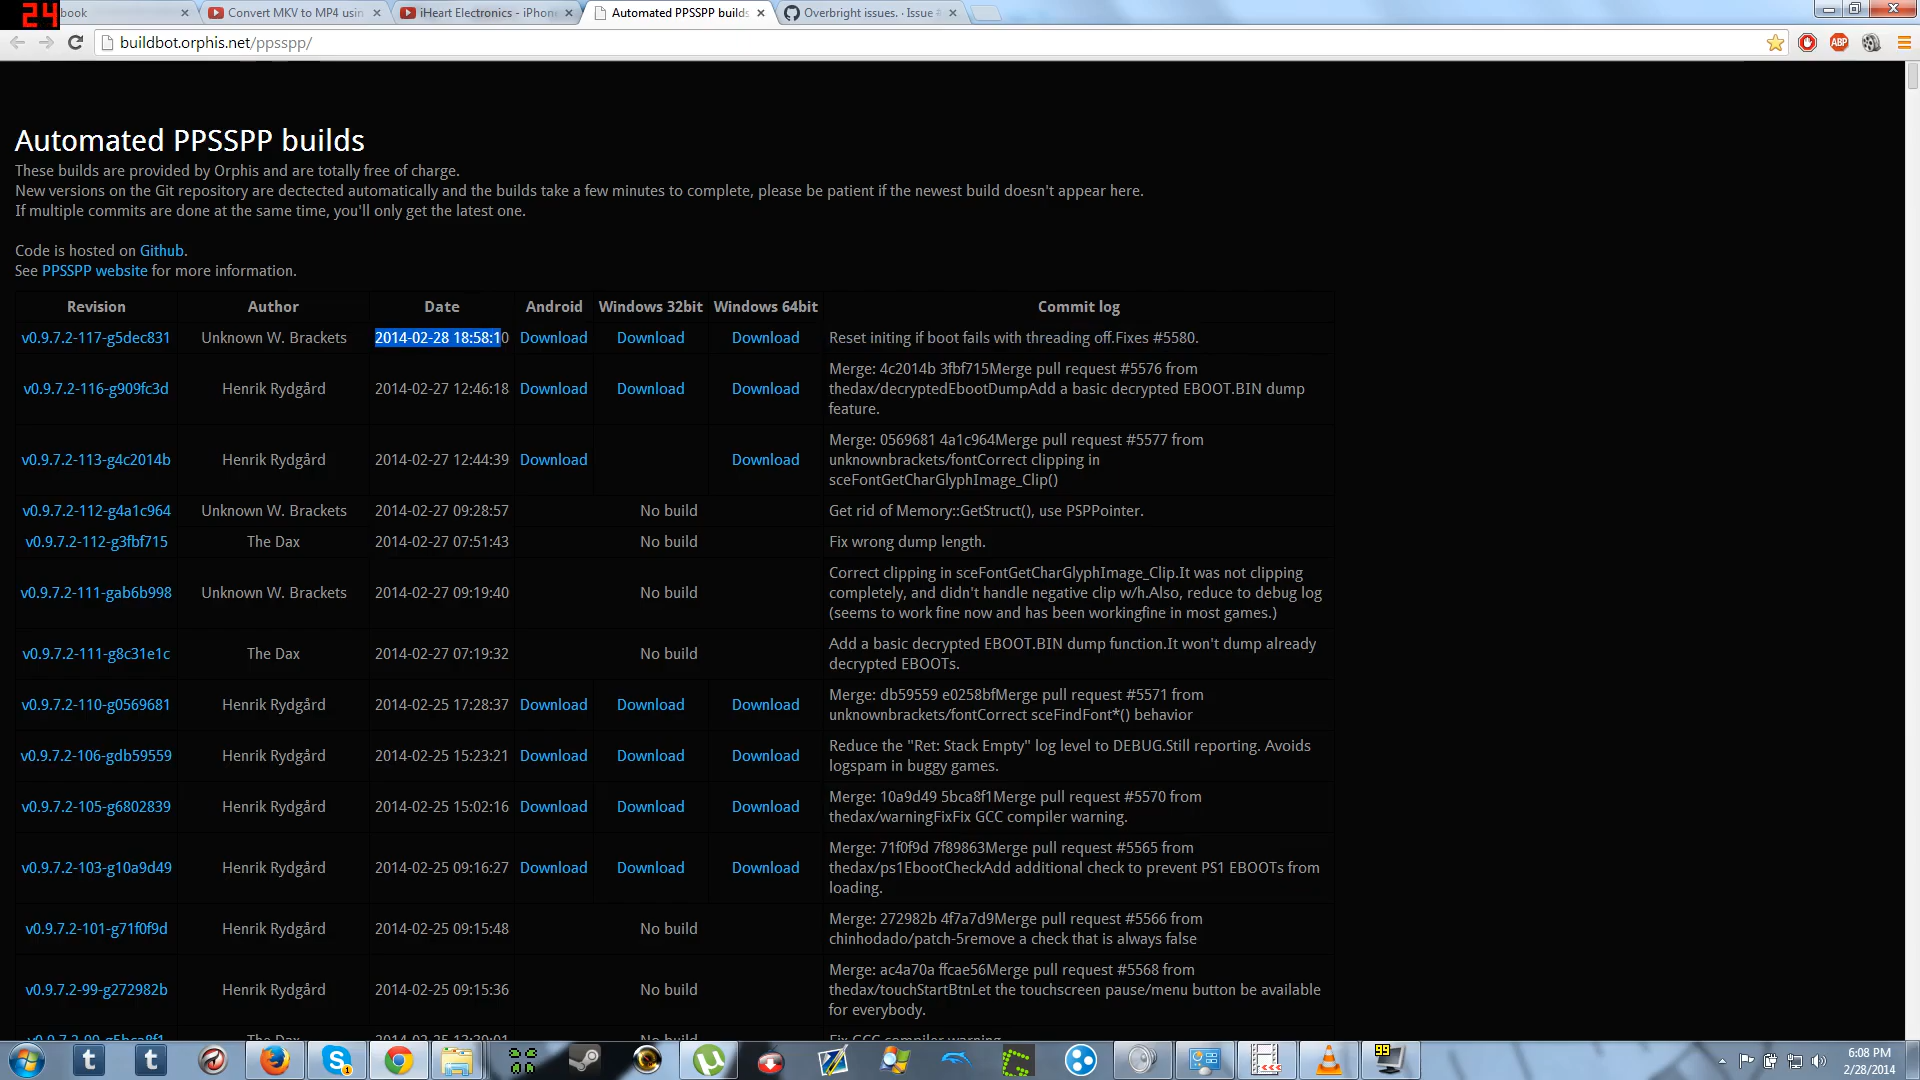 24
book
Convert MKV to MP4 usin
iHeart Electronics - iPhone
Automated PPSSPP builds
Overbright issues. · Issue #
buildbot.orphis.net/ppsspp/
ABP
Automated PPSSPP builds
These builds are provided by Orphis and are totally free of charge.
New versions on the Git repository are dectected automatically and the builds take a few minutes to complete, please be patient if the newest build doesn't appear here.
If multiple commits are done at the same time, you'll only get the latest one.
Code is hosted on Github.
See PPSSPP website for more information.
Revision Author Date Android Windows 32bit Windows 64bit Commit log
v0.9.7.2-117-g5dec831 Unknown W. Brackets 2014-02-28 18:58:10 Download Download Download Reset initing if boot fails with threading off.Fixes #5580.
v0.9.7.2-116-g909fc3d Henrik Rydgård 2014-02-27 12:46:18 Download Download Download Merge: 4c2014b 3fbf715Merge pull request #5576 from
thedax/decryptedEbootDumpAdd a basic decrypted EBOOT.BIN dump
feature.
v0.9.7.2-113-g4c2014b Henrik Rydgård 2014-02-27 12:44:39 Download Download Merge: 0569681 4a1c964Merge pull request #5577 from
unknownbrackets/fontCorrect clipping in
sceFontGetCharGlyphImage_Clip()
v0.9.7.2-112-g4a1c964 Unknown W. Brackets 2014-02-27 09:28:57 No build Get rid of Memory::GetStruct(), use PSPPointer.
v0.9.7.2-112-g3fbf715 The Dax 2014-02-27 07:51:43 No build Fix wrong dump length.
v0.9.7.2-111-gab6b998 Unknown W. Brackets 2014-02-27 09:19:40 No build Correct clipping in sceFontGetCharGlyphImage_Clip.It was not clipping
completely, and didn't handle negative clip w/h.Also, reduce to debug log
(seems to work fine now and has been workingfine in most games.)
v0.9.7.2-111-g8c31e1c The Dax 2014-02-27 07:19:32 No build Add a basic decrypted EBOOT.BIN dump function.It won't dump already
decrypted EBOOTs.
v0.9.7.2-110-g0569681 Henrik Rydgård 2014-02-25 17:28:37 Download Download Download Merge: db59559 e0258bfMerge pull request #5571 from
unknownbrackets/fontCorrect sceFindFont*() behavior
v0.9.7.2-106-gdb59559 Henrik Rydgård 2014-02-25 15:23:21 Download Download Download Reduce the "Ret: Stack Empty" log level to DEBUG.Still reporting. Avoids
logspam in buggy games.
v0.9.7.2-105-g6802839 Henrik Rydgård 2014-02-25 15:02:16 Download Download Download Merge: 10a9d49 5bca8f1Merge pull request #5570 from
thedax/warningFixFix GCC compiler warning.
v0.9.7.2-103-g10a9d49 Henrik Rydgård 2014-02-25 09:16:27 Download Download Download Merge: 71f0f9d 7f89863Merge pull request #5565 from
thedax/ps1EbootCheckAdd additional check to prevent PS1 EBOOTs from
loading.
v0.9.7.2-101-g71f0f9d Henrik Rydgård 2014-02-25 09:15:48 No build Merge: 272982b 4f7a7d9Merge pull request #5566 from
chinhodado/patch-5remove a check that is always false
v0.9.7.2-99-g272982b Henrik Rydgård 2014-02-25 09:15:36 No build Merge: ac4a70a ffcae56Merge pull request #5568 from
thedax/touchStartBtnLet the touchscreen pause/menu button be available
for everybody.
The Dax No build Fix GCC compiler warning.
99
6:08 PM
2/28/2014